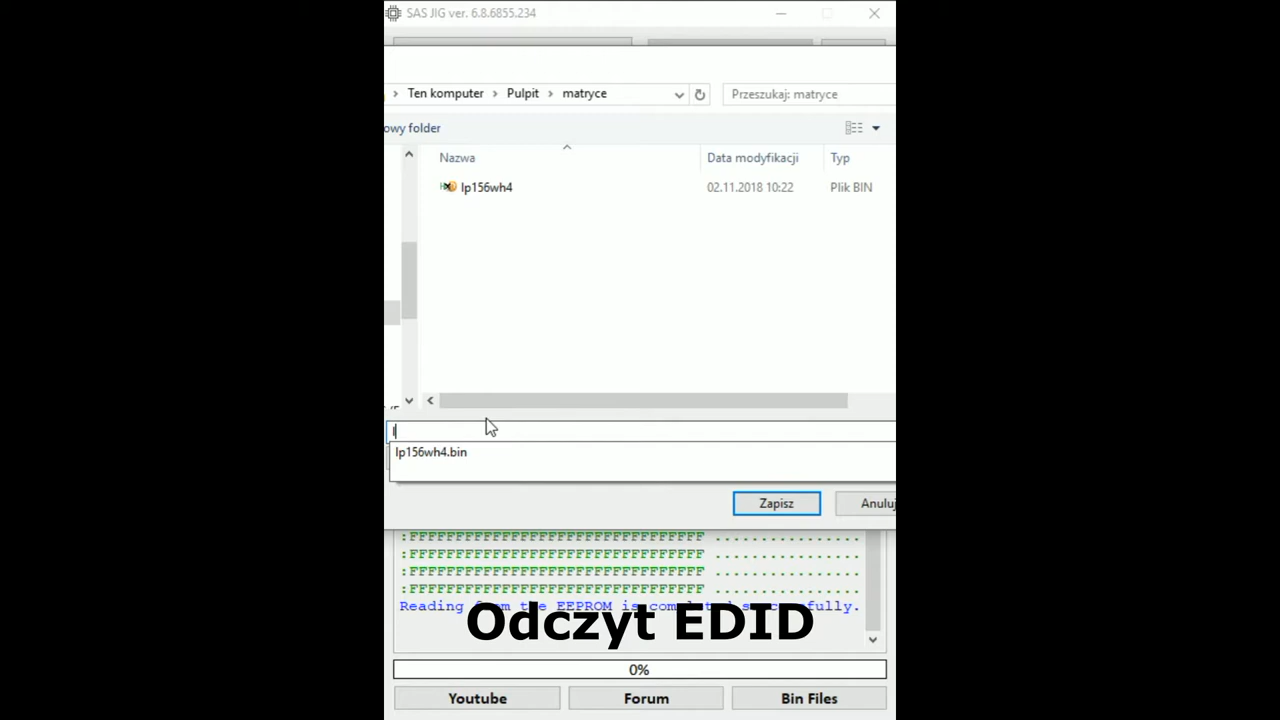 SAS JIG ver. 6.8.6855.234
Ten komputer > Pulpit > matryce
Przeszukaj: matryce
owy folder
Nazwa Data modyfikacji Typ
lp156wh4 02.11.2018 10:22 Plik BIN
l
lp156wh4.bin
Zapisz Anuluj
:FFFFFFFFFFFFFFFFFFFFFFFFFFFFFFFF ................
:FFFFFFFFFFFFFFFFFFFFFFFFFFFFFFFF ................
:FFFFFFFFFFFFFFFFFFFFFFFFFFFFFFFF ................
:FFFFFFFFFFFFFFFFFFFFFFFFFFFFFFFF ................
Reading from the EEPROM is completed successfully.
Odczyt EDID
0%
Youtube Forum Bin Files